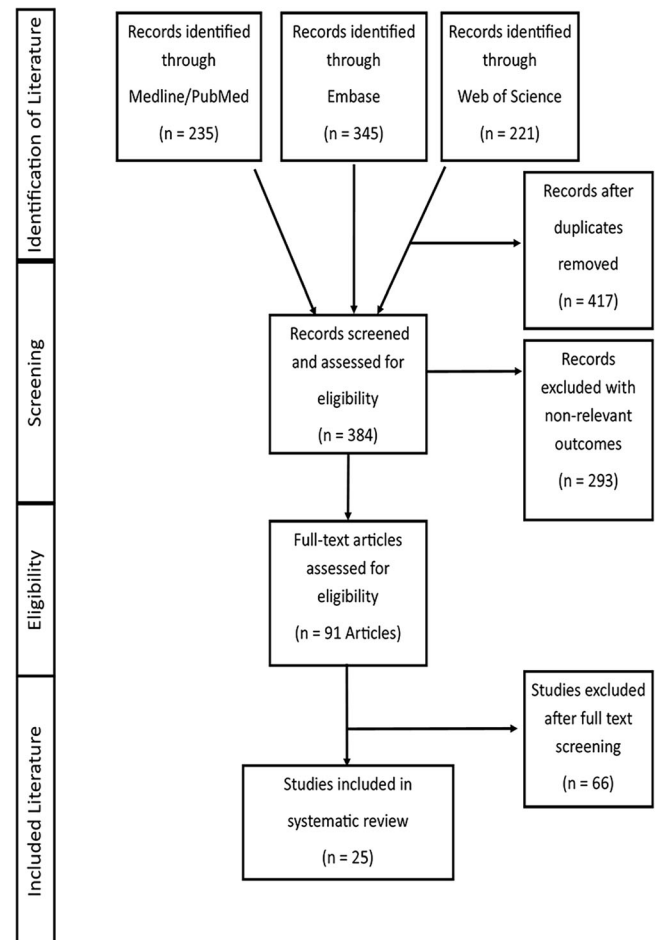 Identification of Literature
Records identified
through
Medline/PubMed
(n = 235)
Records identified
through
Embase
(n = 345)
Records identified
through
Web of Science
(n = 221)
Records after
duplicates
removed
(n = 417)
Screening
Records screened
and assessed for
eligibility
(n = 384)
Records
excluded with
non-relevant
outcomes
(n = 293)
Eligibility
Full-text articles
assessed for
eligibility
(n = 91 Articles)
Included Literature
Studies excluded
after full text
screening
(n = 66)
Studies included in
systematic review
(n = 25)